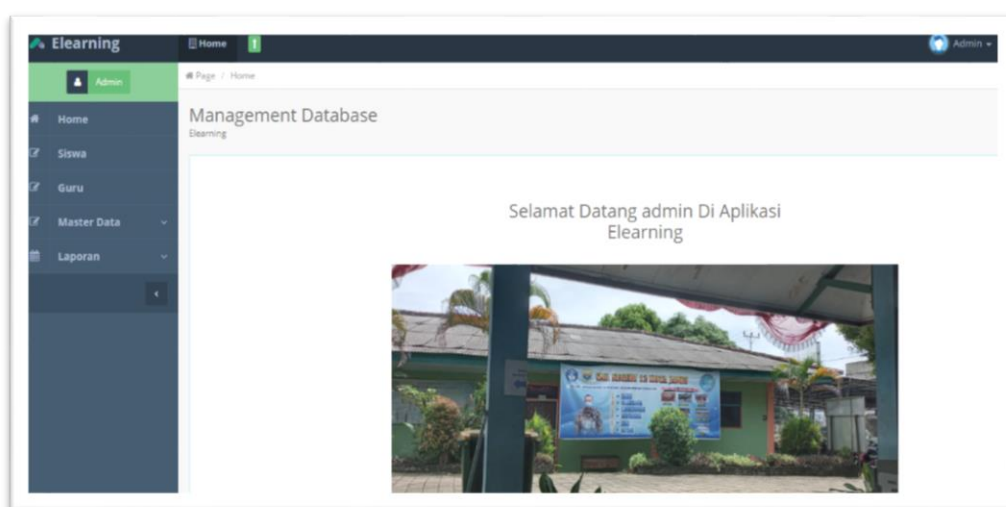 Elearning
Home 1
Admin
Admin
Page / Home
Home
Siswa
Guru
Master Data
Laporan
Management Database
Elearning
Selamat Datang admin Di Aplikasi
Elearning